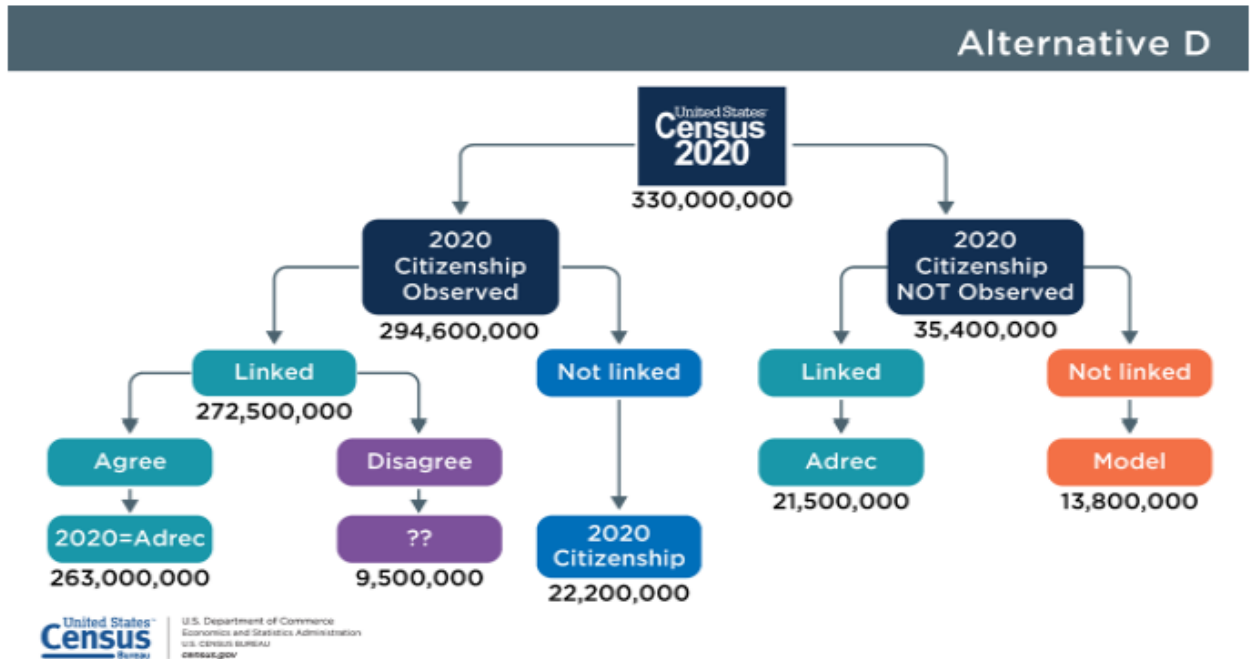 Alternative D
United States
Census
2020
330,000,000
2020
Citizenship
Observed
294,600,000
2020
Citizenship
NOT Observed
35,400,000
Linked
272,500,000
Not linked
Linked
Not linked
Agree
Disagree
Adrec
21,500,000
Model
13,800,000
2020=Adrec
263,000,000
??
9,500,000
2020
Citizenship
22,200,000
United States
Census
Bureau
U.S. Department of Commerce
Economics and Statistics Administration
U.S. CENSUS BUREAU
census.gov